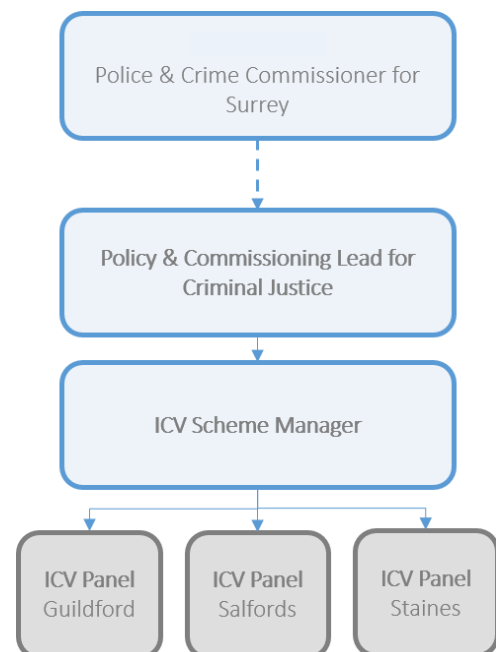 Police & Crime Commissioner for
Surrey
Policy & Commissioning Lead for
Criminal Justice
ICV Scheme Manager
ICV Panel
Guildford
ICV Panel
Salfords
ICV Panel
Staines